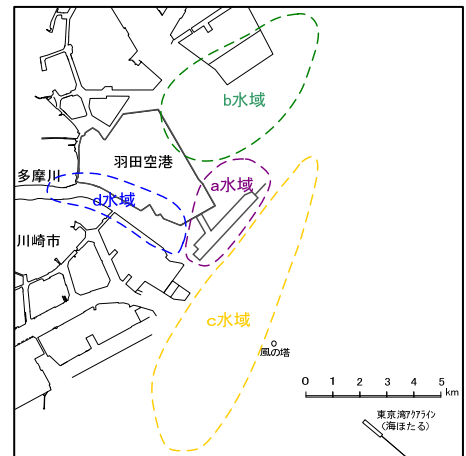 b水域
羽田空港
多摩川
a水域
d水域
川崎市
c水域
風の塔
0 1 2 3 4 5
km
東京湾アクアライン
(海ほたる)